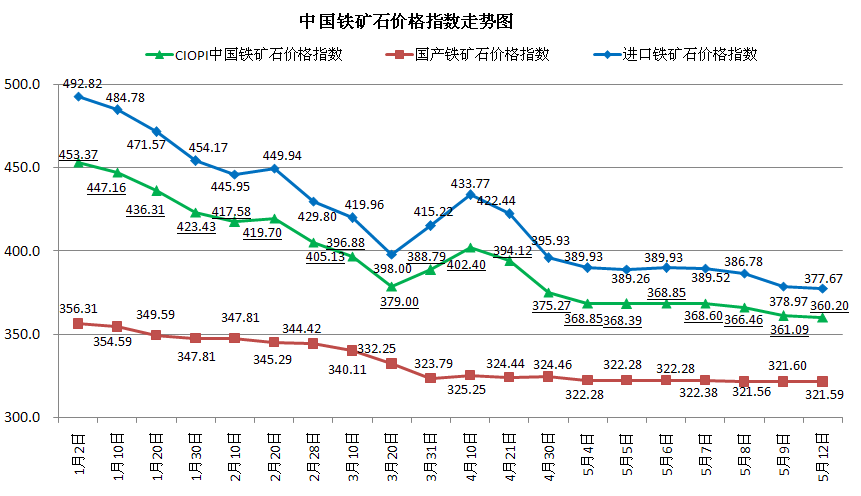 中国铁矿石价格指数走势图
CIOPI中国铁矿石价格指数 国产铁矿石价格指数 进口铁矿石价格指数
500.0
450.0
400.0
350.0
300.0
492.82 484.78 471.57 454.17 445.95 449.94 429.80 419.96 398.00 415.22 433.77 422.44 395.93 389.93 389.26 389.93 389.52 386.78 378.97 377.67
453.37 447.16 436.31 423.43 417.58 419.70 405.13 396.88 379.00 388.79 402.40 394.12 375.27 368.85 368.39 368.85 368.60 366.46 361.09 360.20
356.31 354.59 349.59 347.81 347.81 345.29 344.42 340.11 332.25 323.79 325.25 324.44 324.46 322.28 322.28 322.28 322.38 321.56 321.60 321.59
1月2日 1月10日 1月20日 1月30日 2月10日 2月20日 2月28日 3月10日 3月20日 3月31日 4月10日 4月21日 4月30日 5月4日 5月5日 5月6日 5月7日 5月8日 5月9日 5月12日